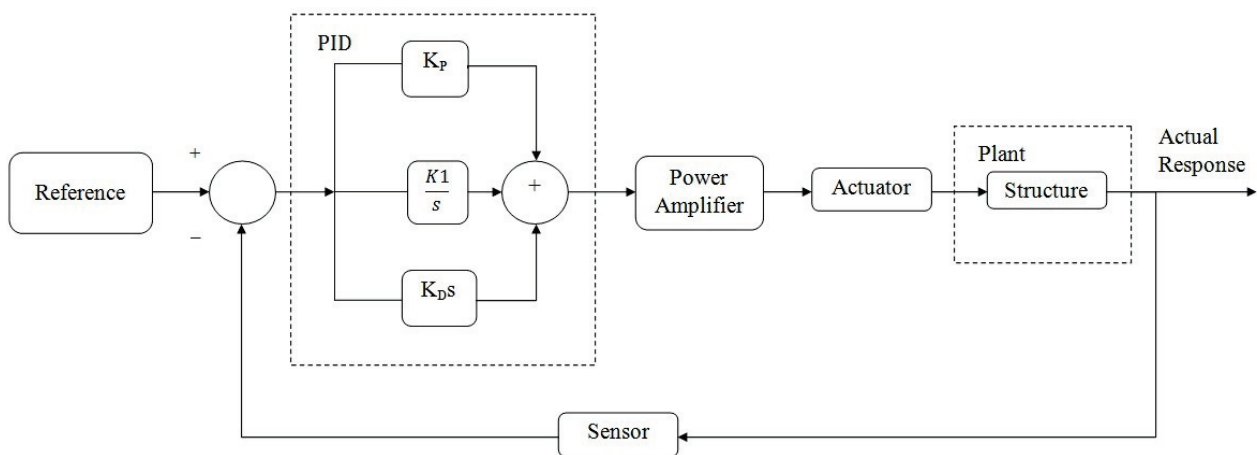 PID
K_P
+
Reference
K1
s
+
Power
Amplifier
Actuator
Plant
Structure
Actual
Response
−
K_Ds
Sensor